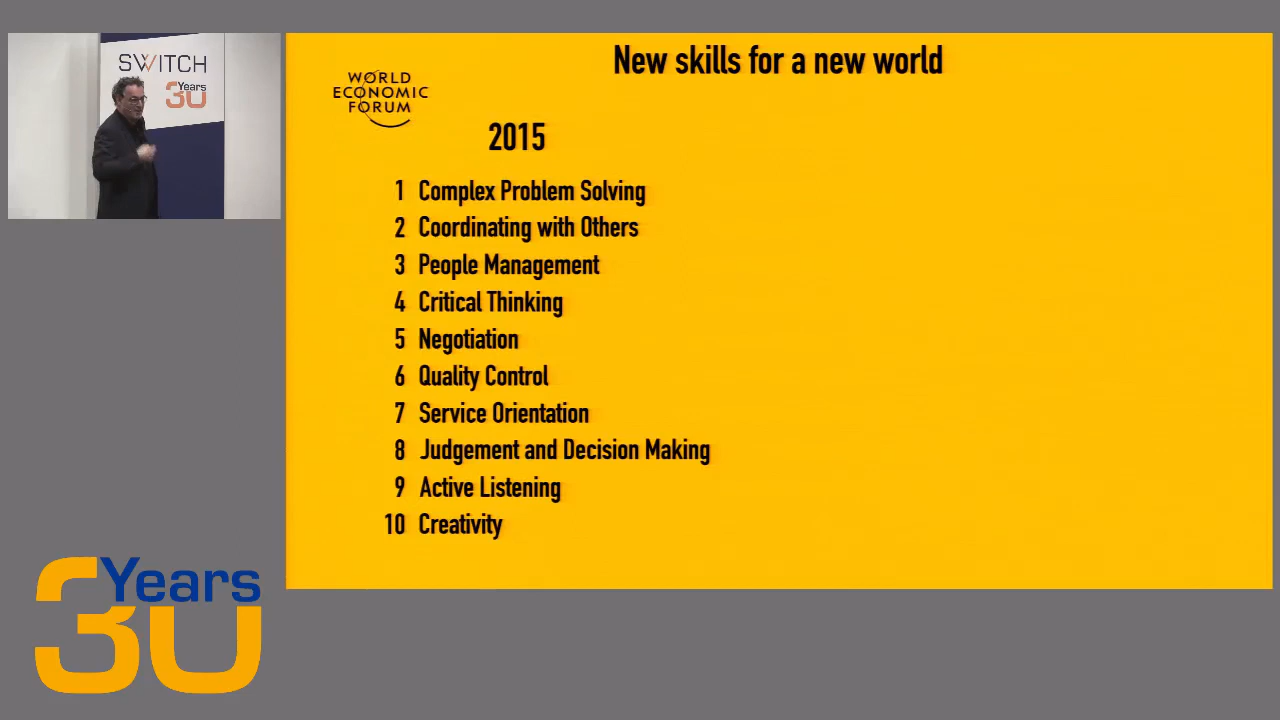 SWITCH
30 Years
New skills for a new world
WORLD
ECONOMIC
FORUM
2015
1 Complex Problem Solving
2 Coordinating with Others
3 People Management
4 Critical Thinking
5 Negotiation
6 Quality Control
7 Service Orientation
8 Judgement and Decision Making
9 Active Listening
10 Creativity
30 Years